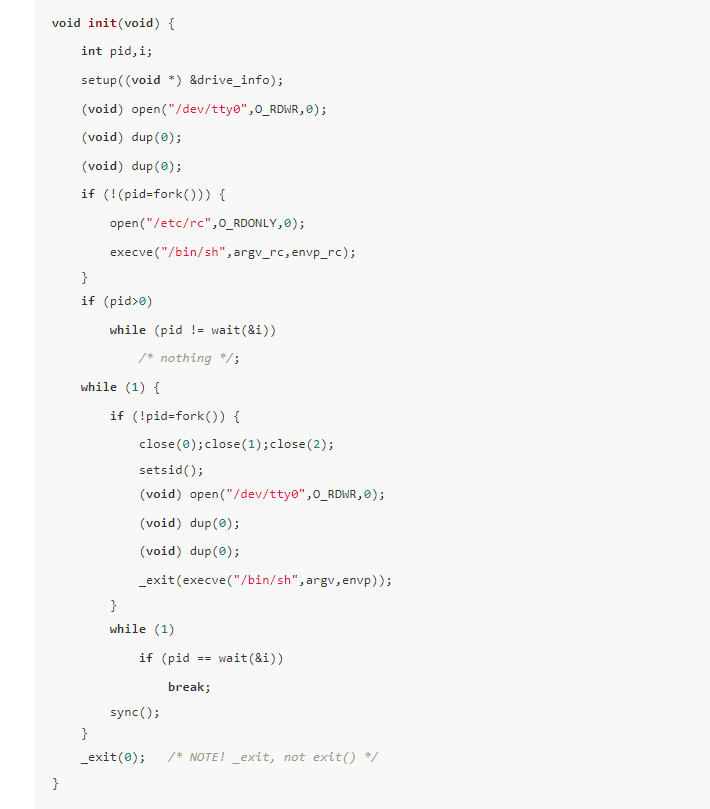 void init(void) {
int pid,i;
setup((void *) &drive_info);
(void) open("/dev/tty0",O_RDWR,0);
(void) dup(0);
(void) dup(0);
if (!(pid=fork())) {
open("/etc/rc",O_RDONLY,0);
execve("/bin/sh",argv_rc,envp_rc);
}
if (pid>0)
while (pid != wait(&i))
/* nothing */;
while (1) {
if (!pid=fork()) {
close(0);close(1);close(2);
setsid();
(void) open("/dev/tty0",O_RDWR,0);
(void) dup(0);
(void) dup(0);
_exit(execve("/bin/sh",argv,envp));
}
while (1)
if (pid == wait(&i))
break;
sync();
}
_exit(0);   /* NOTE! _exit, not exit() */
}